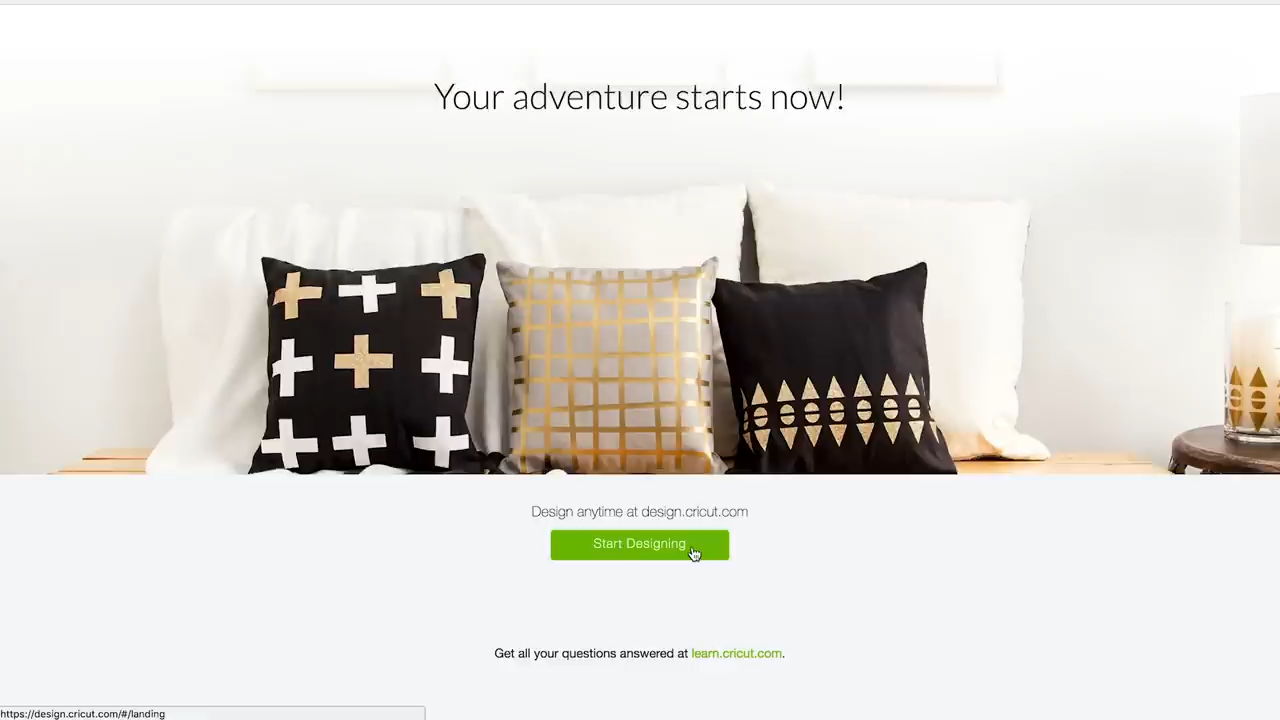 Your adventure starts now!
Design anytime at design.cricut.com
Start Designing
Get all your questions answered at learn.cricut.com.
https://design.cricut.com/#/landing